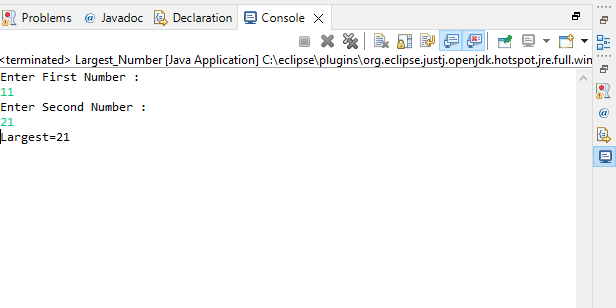 Problems @ Javadoc Declaration Console
<terminated> Largest_Number [Java Application] C:\eclipse\plugins\org.eclipse.justj.openjdk.hotspot.jre.full.win
Enter First Number :
11
Enter Second Number :
21
Largest=21